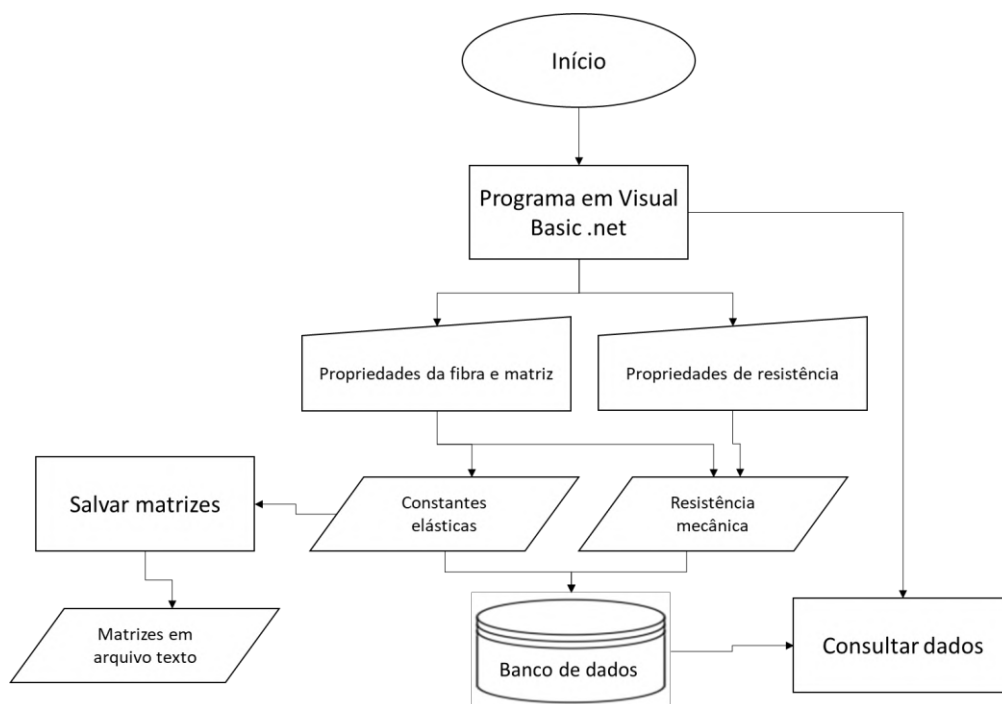 Início
Programa em Visual
Basic .net
Propriedades da fibra e matriz
Propriedades de resistência
Salvar matrizes
Constantes
elásticas
Resistência
mecânica
Matrizes em
arquivo texto
Banco de dados
Consultar dados